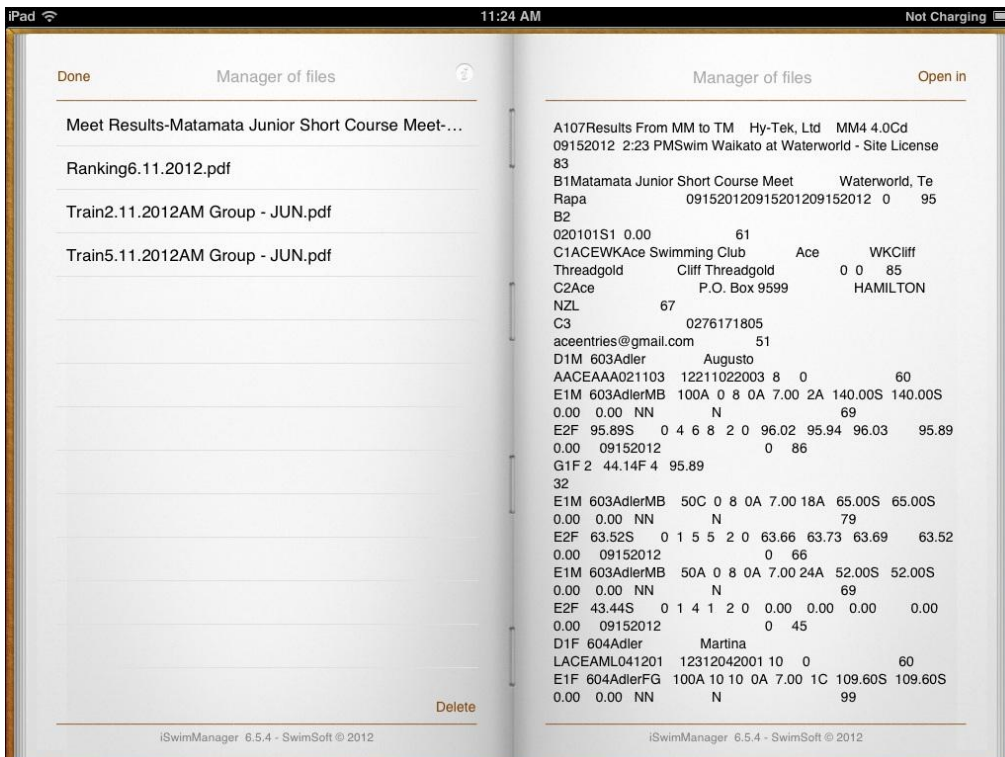 iPad 11:24 AM Not Charging
Done Manager of files
Meet Results-Matamata Junior Short Course Meet-...
Ranking6.11.2012.pdf
Train2.11.2012AM Group - JUN.pdf
Train5.11.2012AM Group - JUN.pdf
Delete
iSwimManager 6.5.4 - SwimSoft © 2012
Manager of files Open in
A107Results From MM to TM Hy-Tek, Ltd MM4 4.0Cd
09152012 2:23 PMSwim Waikato at Waterworld - Site License
83
B1Matamata Junior Short Course Meet Waterworld, Te
Rapa 091520120915201209152012 0 95
B2
020101S1 0.00 61
C1ACEWKAce Swimming Club Ace WKCliff
Threadgold Cliff Threadgold 0 0 85
C2Ace P.O. Box 9599 HAMILTON
NZL 67
C3 0276171805
aceentries@gmail.com 51
D1M 603Adler Augusto
AACEAAA021103 12211022003 8 0 60
E1M 603AdlerMB 100A 0 8 0A 7.00 2A 140.00S 140.00S
0.00 0.00 NN N 69
E2F 95.89S 0 4 6 8 2 0 96.02 95.94 96.03 95.89
0.00 09152012 0 86
G1F 2 44.14F 4 95.89
32
E1M 603AdlerMB 50C 0 8 0A 7.00 18A 65.00S 65.00S
0.00 0.00 NN N 79
E2F 63.52S 0 1 5 5 2 0 63.66 63.73 63.69 63.52
0.00 09152012 0 66
E1M 603AdlerMB 50A 0 8 0A 7.00 24A 52.00S 52.00S
0.00 0.00 NN N 69
E2F 43.44S 0 1 4 1 2 0 0.00 0.00 0.00 0.00
0.00 09152012 0 45
D1F 604Adler Martina
LACEAML041201 12312042001 10 0 60
E1F 604AdlerFG 100A 10 10 0A 7.00 1C 109.60S 109.60S
0.00 0.00 NN N 99
iSwimManager 6.5.4 - SwimSoft © 2012